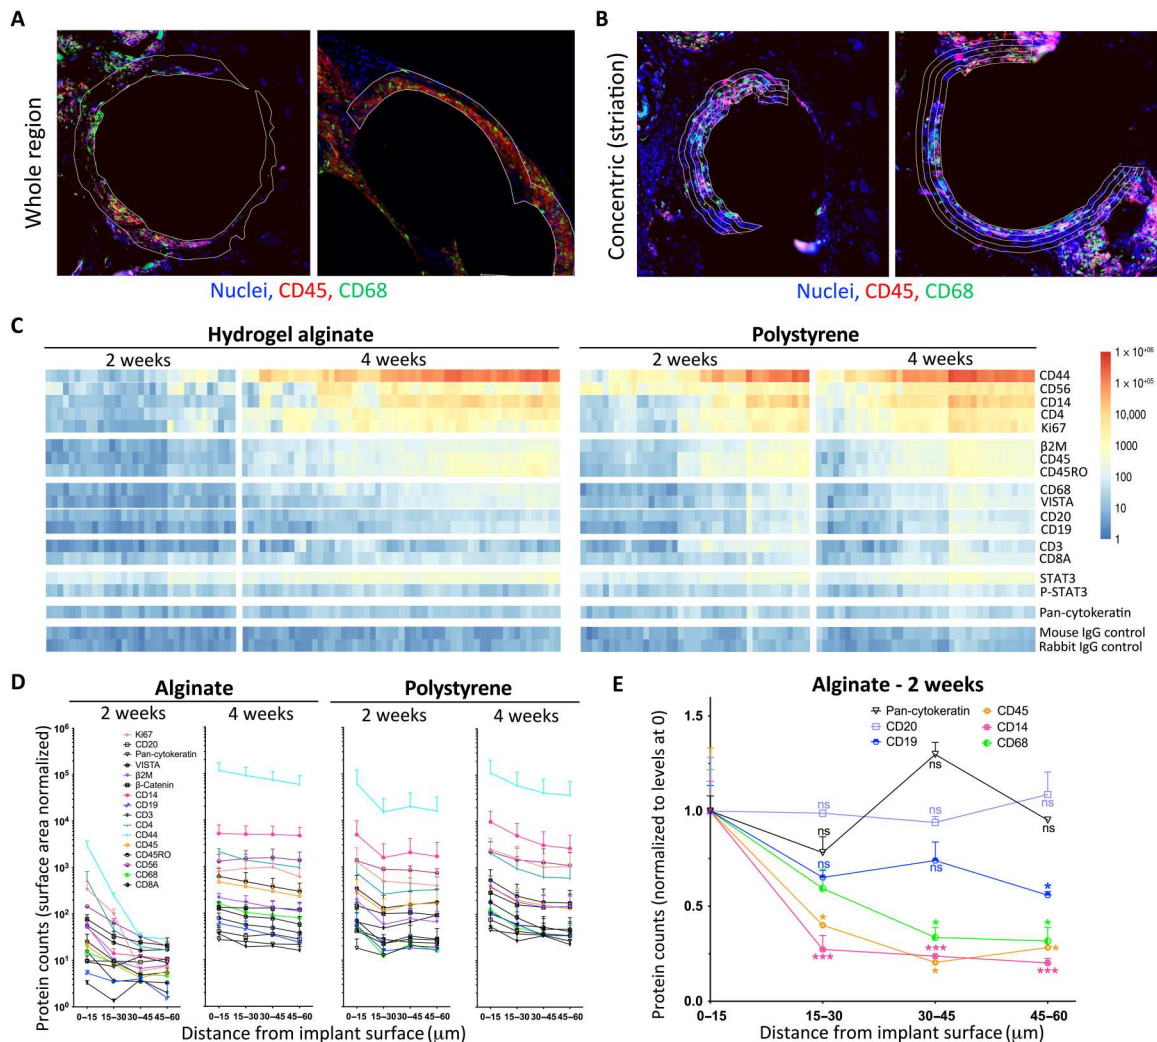 A
B
Whole region
Concentric (striation)
Nuclei, CD45, CD68
Nuclei, CD45, CD68
C
Hydrogel alginate
Polystyrene
2 weeks
4 weeks
2 weeks
4 weeks
CD44
CD56
CD14
CD4
Ki67
β2M
CD45
CD45RO
CD68
VISTA
CD20
CD19
CD3
CD8A
STAT3
P-STAT3
Pan-cytokeratin
Mouse IgG control
Rabbit IgG control
1 × 10⁺⁰⁶
1 × 10⁺⁰⁵
10,000
1000
100
10
1
D
Alginate
Polystyrene
2 weeks
4 weeks
2 weeks
4 weeks
Protein counts (surface area normalized)
10⁶
10⁵
10⁴
10³
10²
10¹
10⁰
Ki67
CD20
Pan-cytokeratin
VISTA
β2M
β-Catenin
CD14
CD19
CD3
CD4
CD44
CD45
CD45RO
CD56
CD68
CD8A
0–15 15–30 30–45 45–60
0–15 15–30 30–45 45–60
0–15 15–30 30–45 45–60
0–15 15–30 30–45 45–60
Distance from implant surface (μm)
E
Alginate - 2 weeks
Pan-cytokeratin
CD20
CD19
CD45
CD14
CD68
Protein counts (normalized to levels at 0)
1.5
1.0
0.5
0.0
ns
ns
ns
*
***
ns
ns
ns
*
***
*
ns
ns
*
*
*
***
0–15 15–30 30–45 45–60
Distance from implant surface (μm)